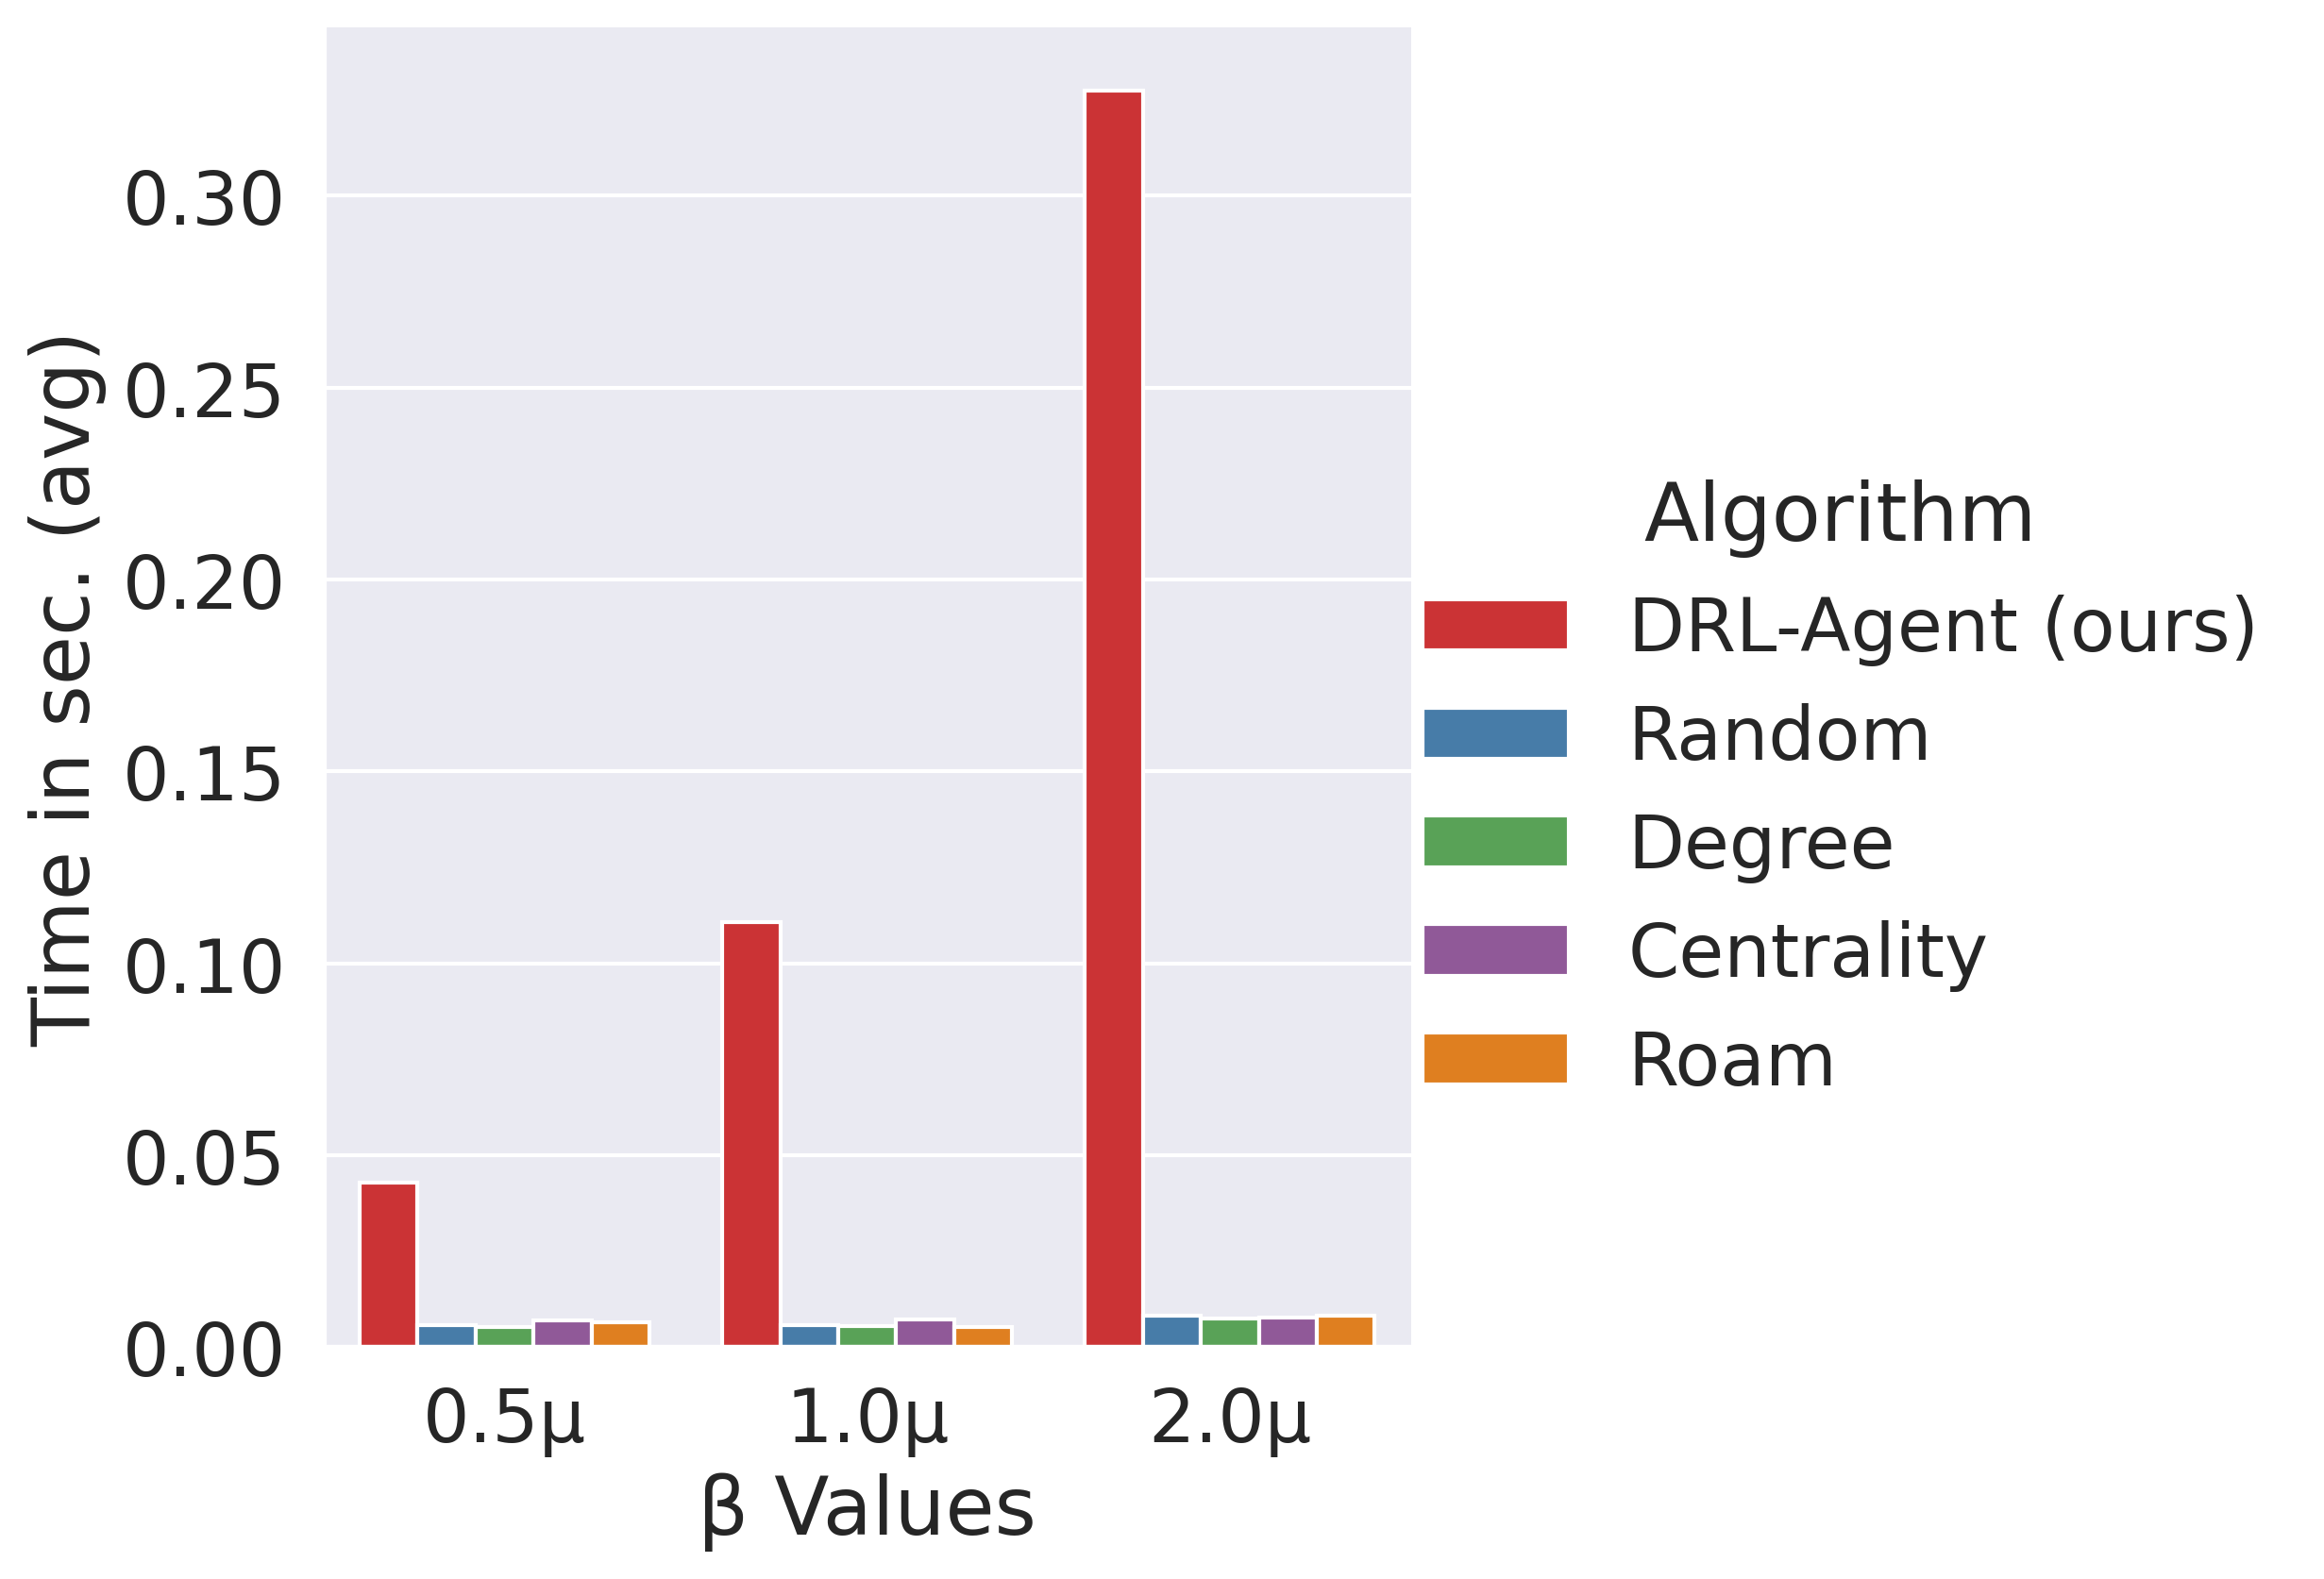 Time in sec. (avg)
0.30
0.25
0.20
0.15
0.10
0.05
0.00
0.5μ 1.0μ 2.0μ
β Values
Algorithm
DRL-Agent (ours)
Random
Degree
Centrality
Roam